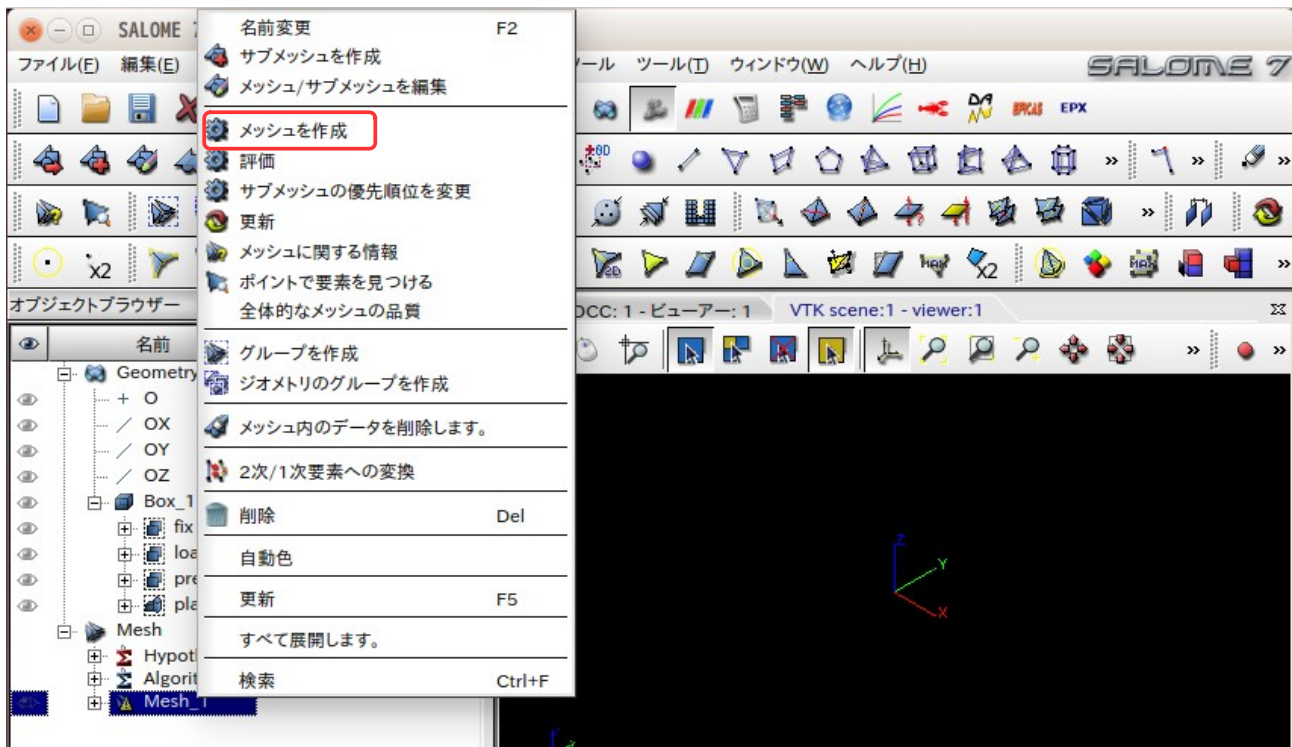 SALOME 7
ファイル(F) 編集(E) ール ツール(T) ウィンドウ(W) ヘルプ(H) SALOME 7
EFICAS EPX
+0D
x2 2D MAX x2 MAX
オブジェクトブラウザー
OCC: 1 - ビューアー: 1 VTK scene:1 - viewer:1
名前
Geometry
O
OX
OY
OZ
Box_1
fix
loa
pre
pla
Mesh
Hypot
Algorit
Mesh_1
名前変更 F2
サブメッシュを作成
メッシュ/サブメッシュを編集
メッシュを作成
評価
サブメッシュの優先順位を変更
更新
メッシュに関する情報
ポイントで要素を見つける
全体的なメッシュの品質
グループを作成
ジオメトリのグループを作成
メッシュ内のデータを削除します。
2次/1次要素への変換
削除 Del
自動色
更新 F5
すべて展開します。
検索 Ctrl+F
Z
Y
X